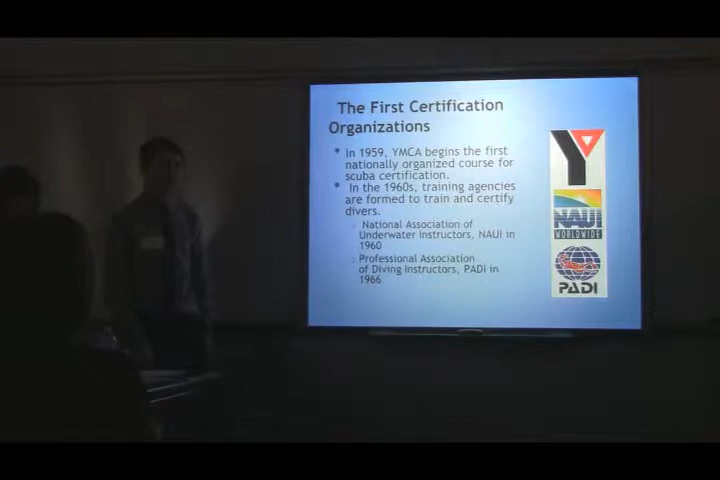 The First Certification
Organizations
• In 1959, YMCA begins the first
nationally organized course for
scuba certification.
• In the 1960s, training agencies
are formed to train and certify
divers.
National Association of
Underwater Instructors, NAUI in
1960
Professional Association
of Diving Instructors, PADI in
1966
Y
NAUI
WORLDWIDE
PADI